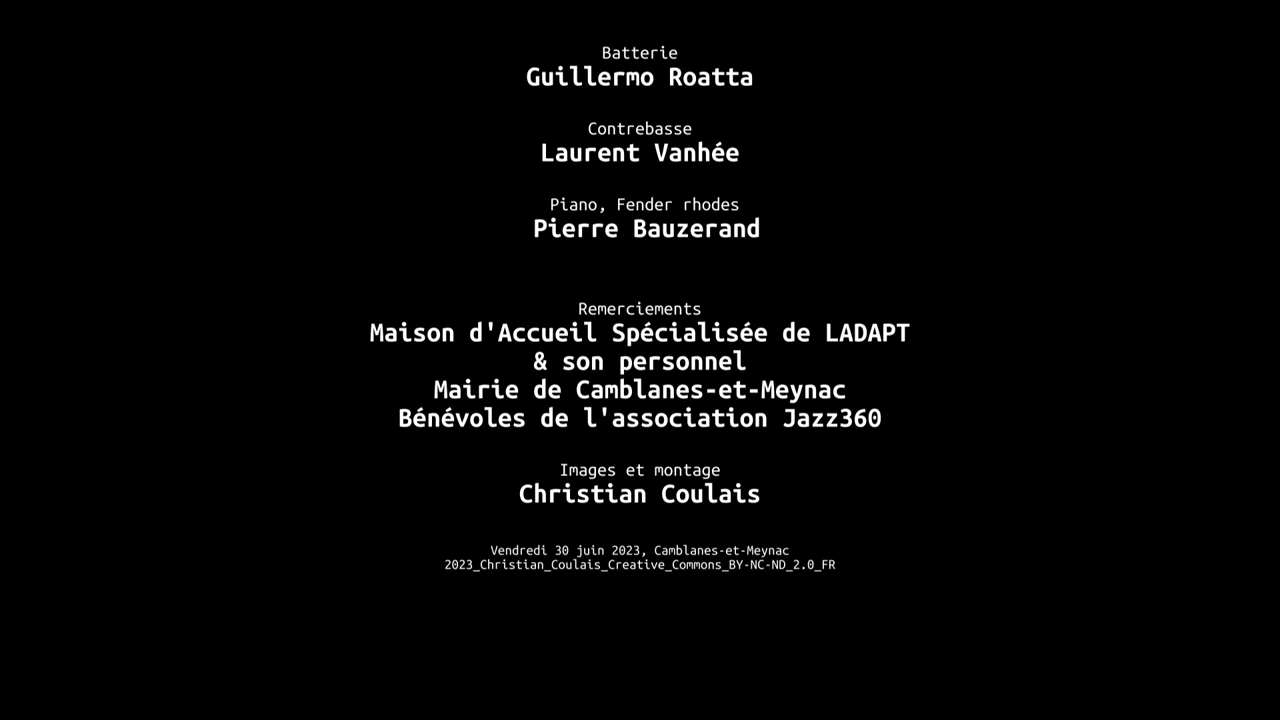 Batterie
Guillermo Roatta
Contrebasse
Laurent Vanhée
Piano, Fender rhodes
Pierre Bauzerand
Remerciements
Maison d'Accueil Spécialisée de LADAPT
& son personnel
Mairie de Camblanes-et-Meynac
Bénévoles de l'association Jazz360
Images et montage
Christian Coulais
Vendredi 30 juin 2023, Camblanes-et-Meynac
2023_Christian_Coulais_Creative_Commons_BY-NC-ND_2.0_FR